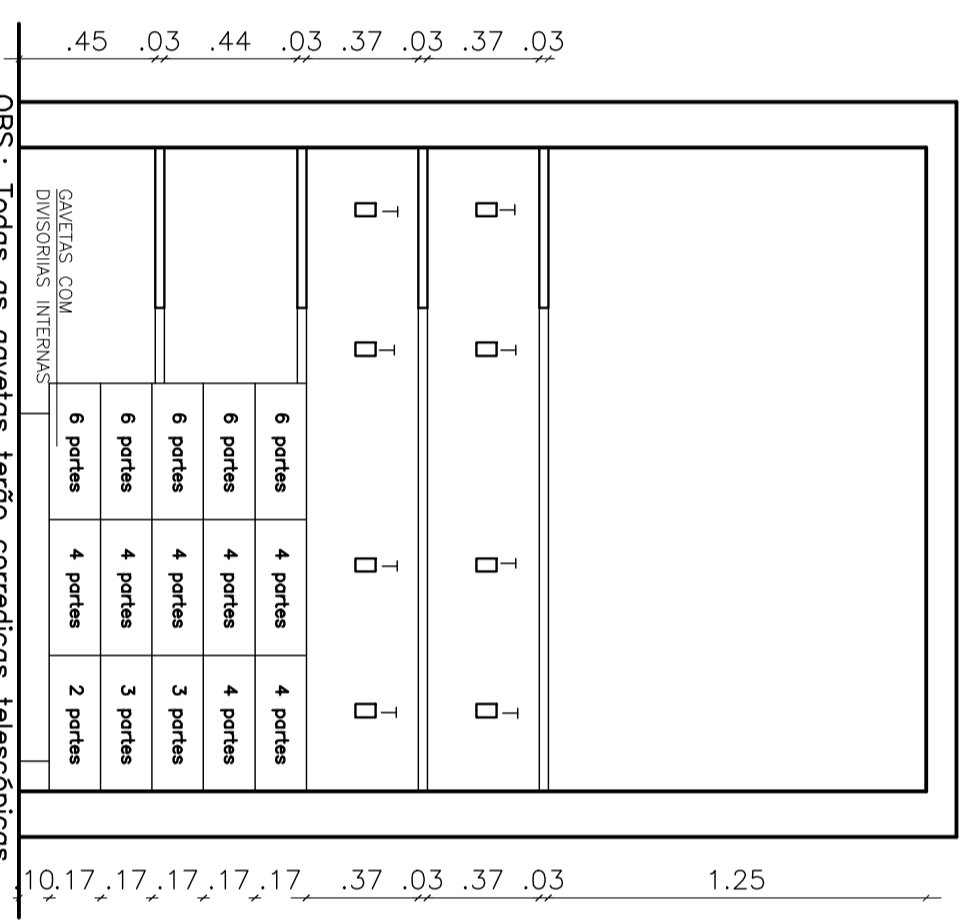 .45 .03 .44 .03 .37 .03 .37 .03
OBS.: Todas as gavetas terão corrediças telescópicas
GAVETAS COM
DIVISORIIAS INTERNAS
6 partes 6 partes 6 partes 6 partes 6 partes
4 partes 4 partes 4 partes 4 partes 4 partes
2 partes 3 partes 3 partes 4 partes 4 partes
T T
T T
T T
T T
.10 .17 .17 .17 .17 .17 .37 .03 .37 .03 1.25